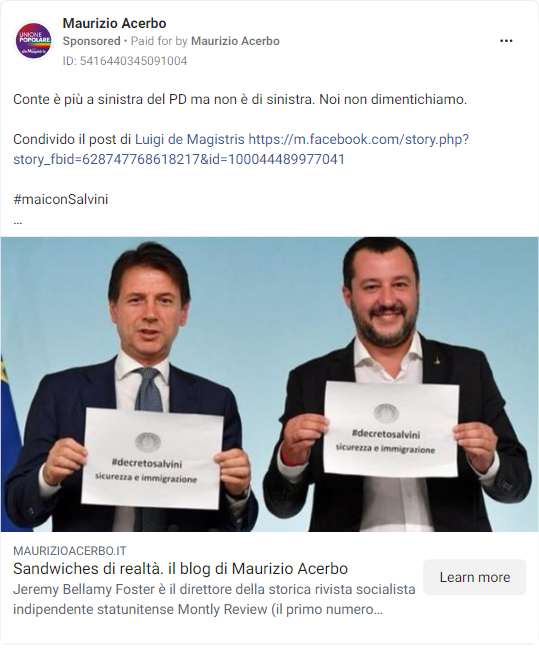 UNIONE
POPOLARE
con de Magistris
Maurizio Acerbo
Sponsored • Paid for by Maurizio Acerbo
ID: 5416440345091004
Conte è più a sinistra del PD ma non è di sinistra. Noi non dimentichiamo.
Condivido il post di Luigi de Magistris https://m.facebook.com/story.php?
story_fbid=628747768618217&id=100044489977041
#maiconSalvini
...
#decretosalvini
sicurezza e immigrazione
#decretosalvini
sicurezza e immigrazione
MAURIZIOACERBO.IT
Sandwiches di realtà. il blog di Maurizio Acerbo
Jeremy Bellamy Foster è il direttore della storica rivista socialista
indipendente statunitense Montly Review (il primo numero...
Learn more